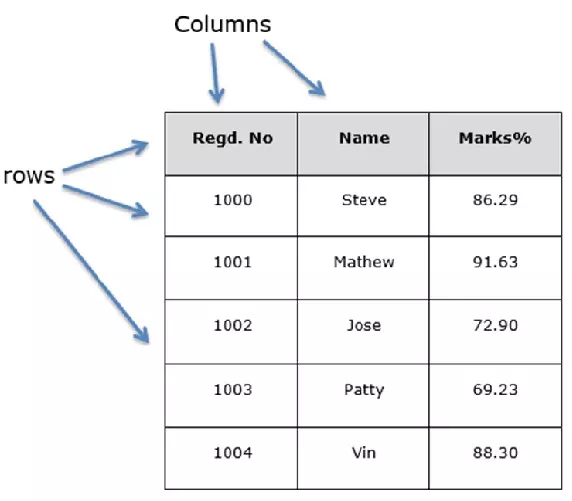 Columns
rows
Regd. No Name Marks%
1000 Steve 86.29
1001 Mathew 91.63
1002 Jose 72.90
1003 Patty 69.23
1004 Vin 88.30